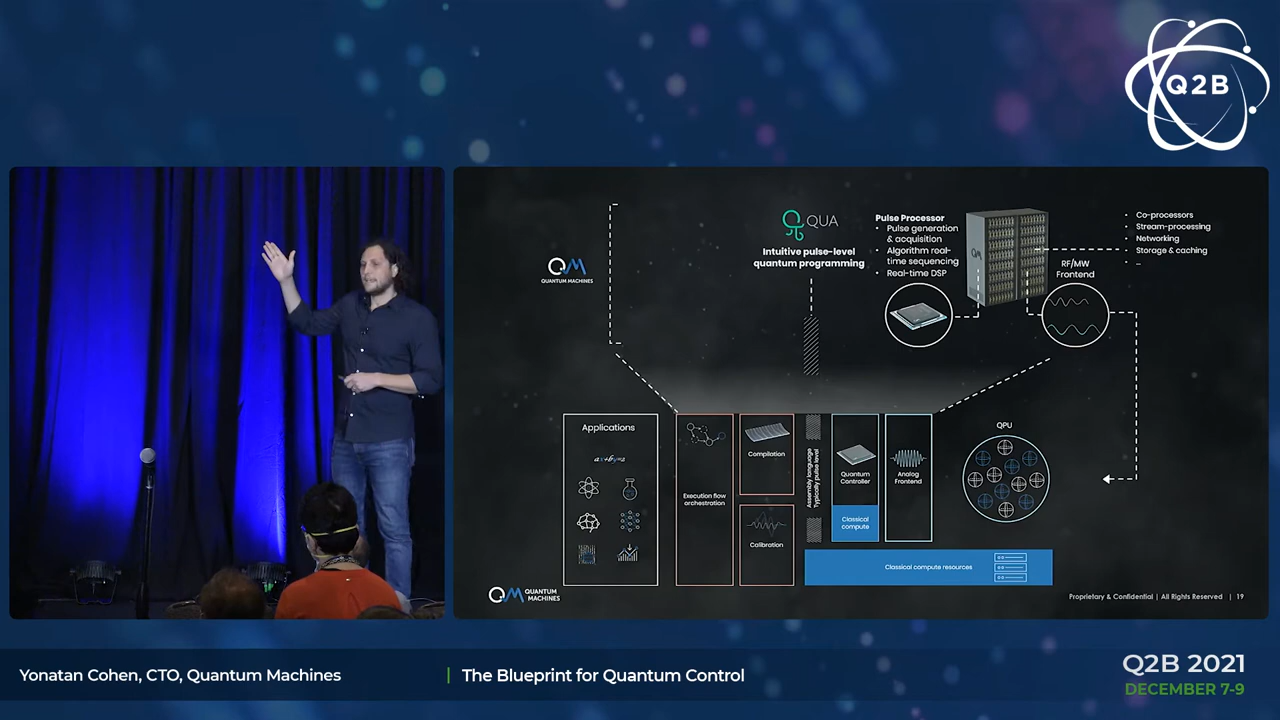 Q2B
QM
QUANTUM MACHINES
QUA
Intuitive pulse-level
quantum programming
Pulse Processor
• Pulse generation
& acquisition
• Algorithm real-
time sequencing
• Real-time DSP
QM
RF/MW
Frontend
• Co-processors
• Stream-processing
• Networking
• Storage & caching
• ...
Applications
Execution flow
orchestration
Compilation
Calibration
Assembly language
Typically pulse level
Quantum
Controller
Classical
compute
Analog
Frontend
QPU
Classical compute resources
QM QUANTUM
MACHINES
Proprietary & Confidential | All Rights Reserved | 19
Yonatan Cohen, CTO, Quantum Machines
The Blueprint for Quantum Control
Q2B 2021
DECEMBER 7-9